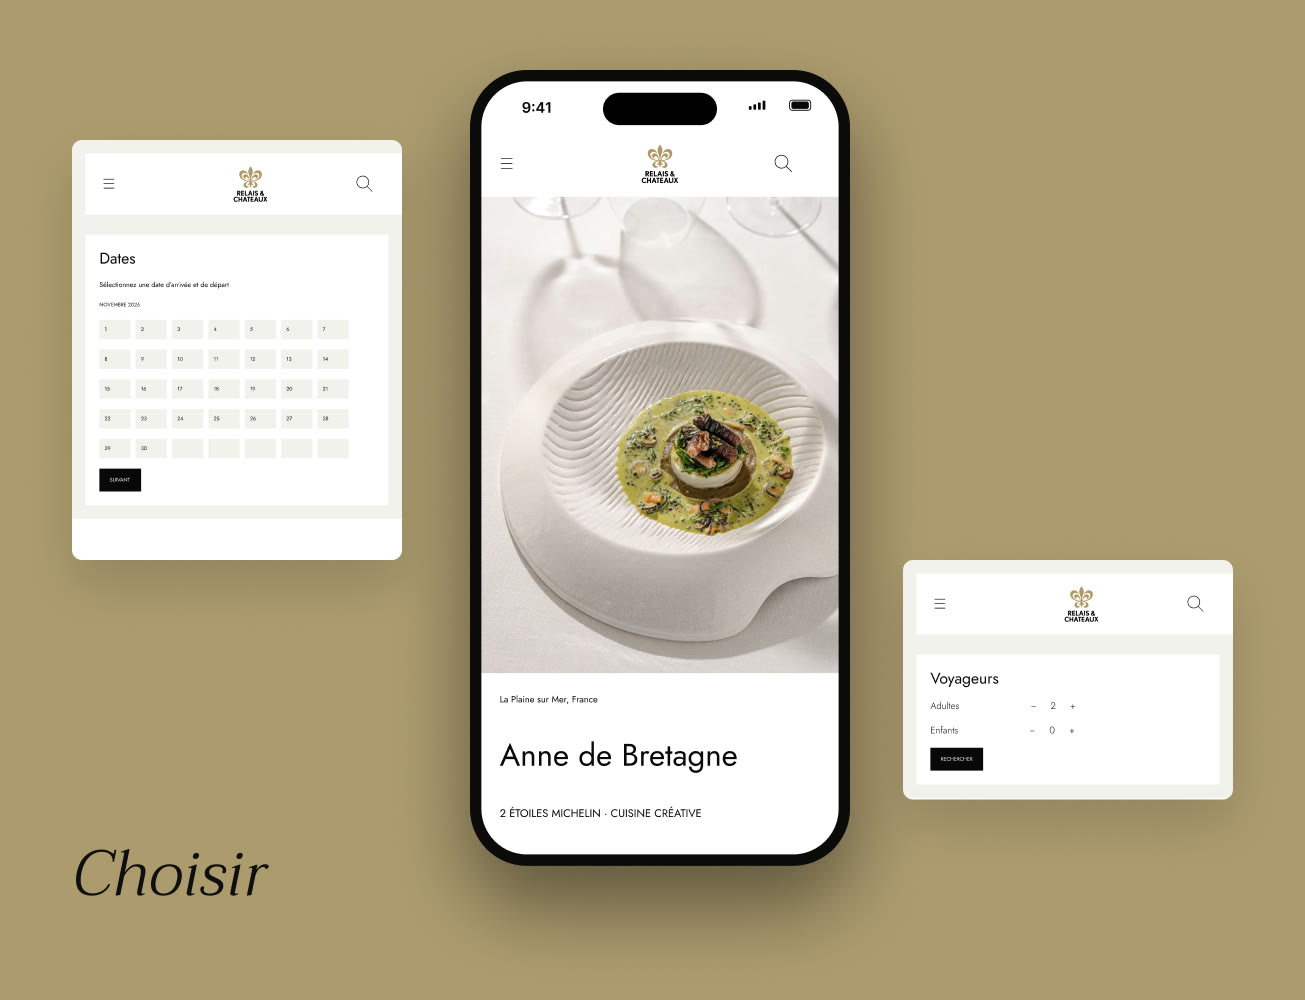 RELAIS &
CHATEAUX
Dates
Sélectionnez une date d'arrivée et de départ
NOVEMBRE 2026
1 2 3 4 5 6 7
8 9 10 11 12 13 14
15 16 17 18 19 20 21
22 23 24 25 26 27 28
29 30
SUIVANT
9:41
RELAIS &
CHATEAUX
La Plaine sur Mer, France
Anne de Bretagne
2 ÉTOILES MICHELIN · CUISINE CRÉATIVE
RELAIS &
CHATEAUX
Voyageurs
Adultes − 2 +
Enfants − 0 +
RECHERCHER
Choisir